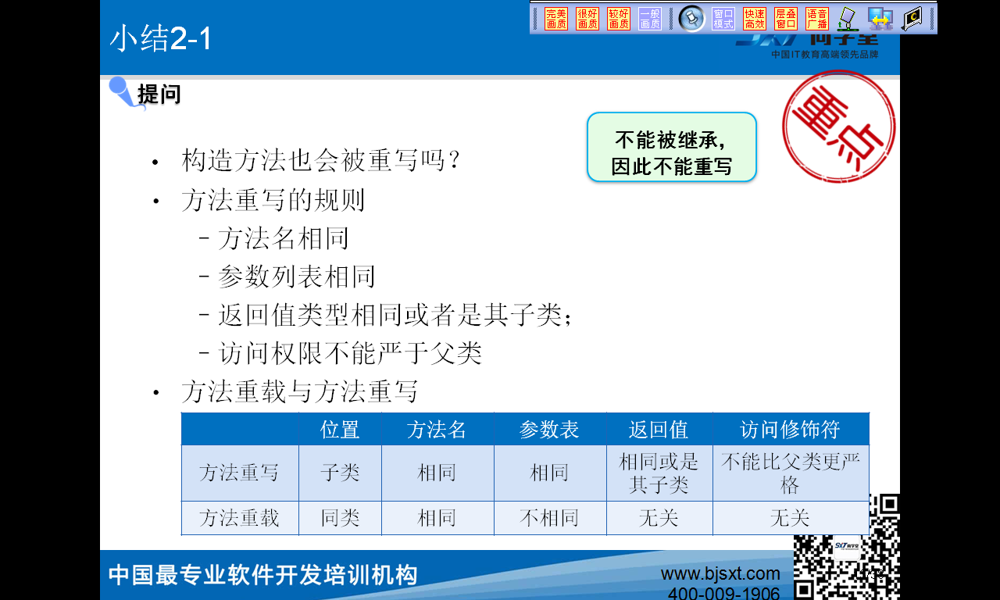 完美画质 很好画质 较好画质 一般画质 窗口模式 快速高效 层叠窗口 语音广播
小结2-1
中国IT教育高端领先品牌
提问
重点
不能被继承，
因此不能重写
• 构造方法也会被重写吗？
• 方法重写的规则
– 方法名相同
– 参数列表相同
– 返回值类型相同或者是其子类；
– 访问权限不能严于父类
• 方法重载与方法重写
位置 方法名 参数表 返回值 访问修饰符
方法重写 子类 相同 相同 相同或是其子类 不能比父类更严格
方法重载 同类 相同 不相同 无关 无关
中国最专业软件开发培训机构
www.bjsxt.com
400-009-1906